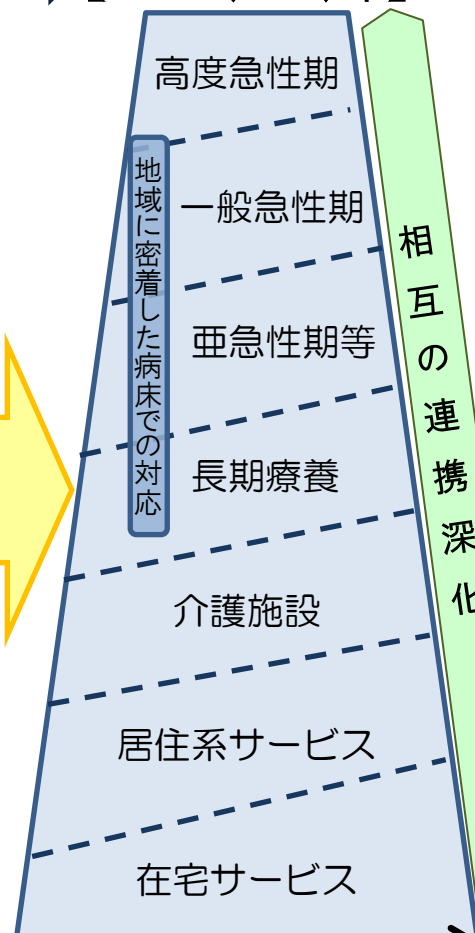 高度急性期
地域に密着した病床での対応
一般急性期
亜急性期等
長期療養
介護施設
居住系サービス
在宅サービス
相互の連携深化